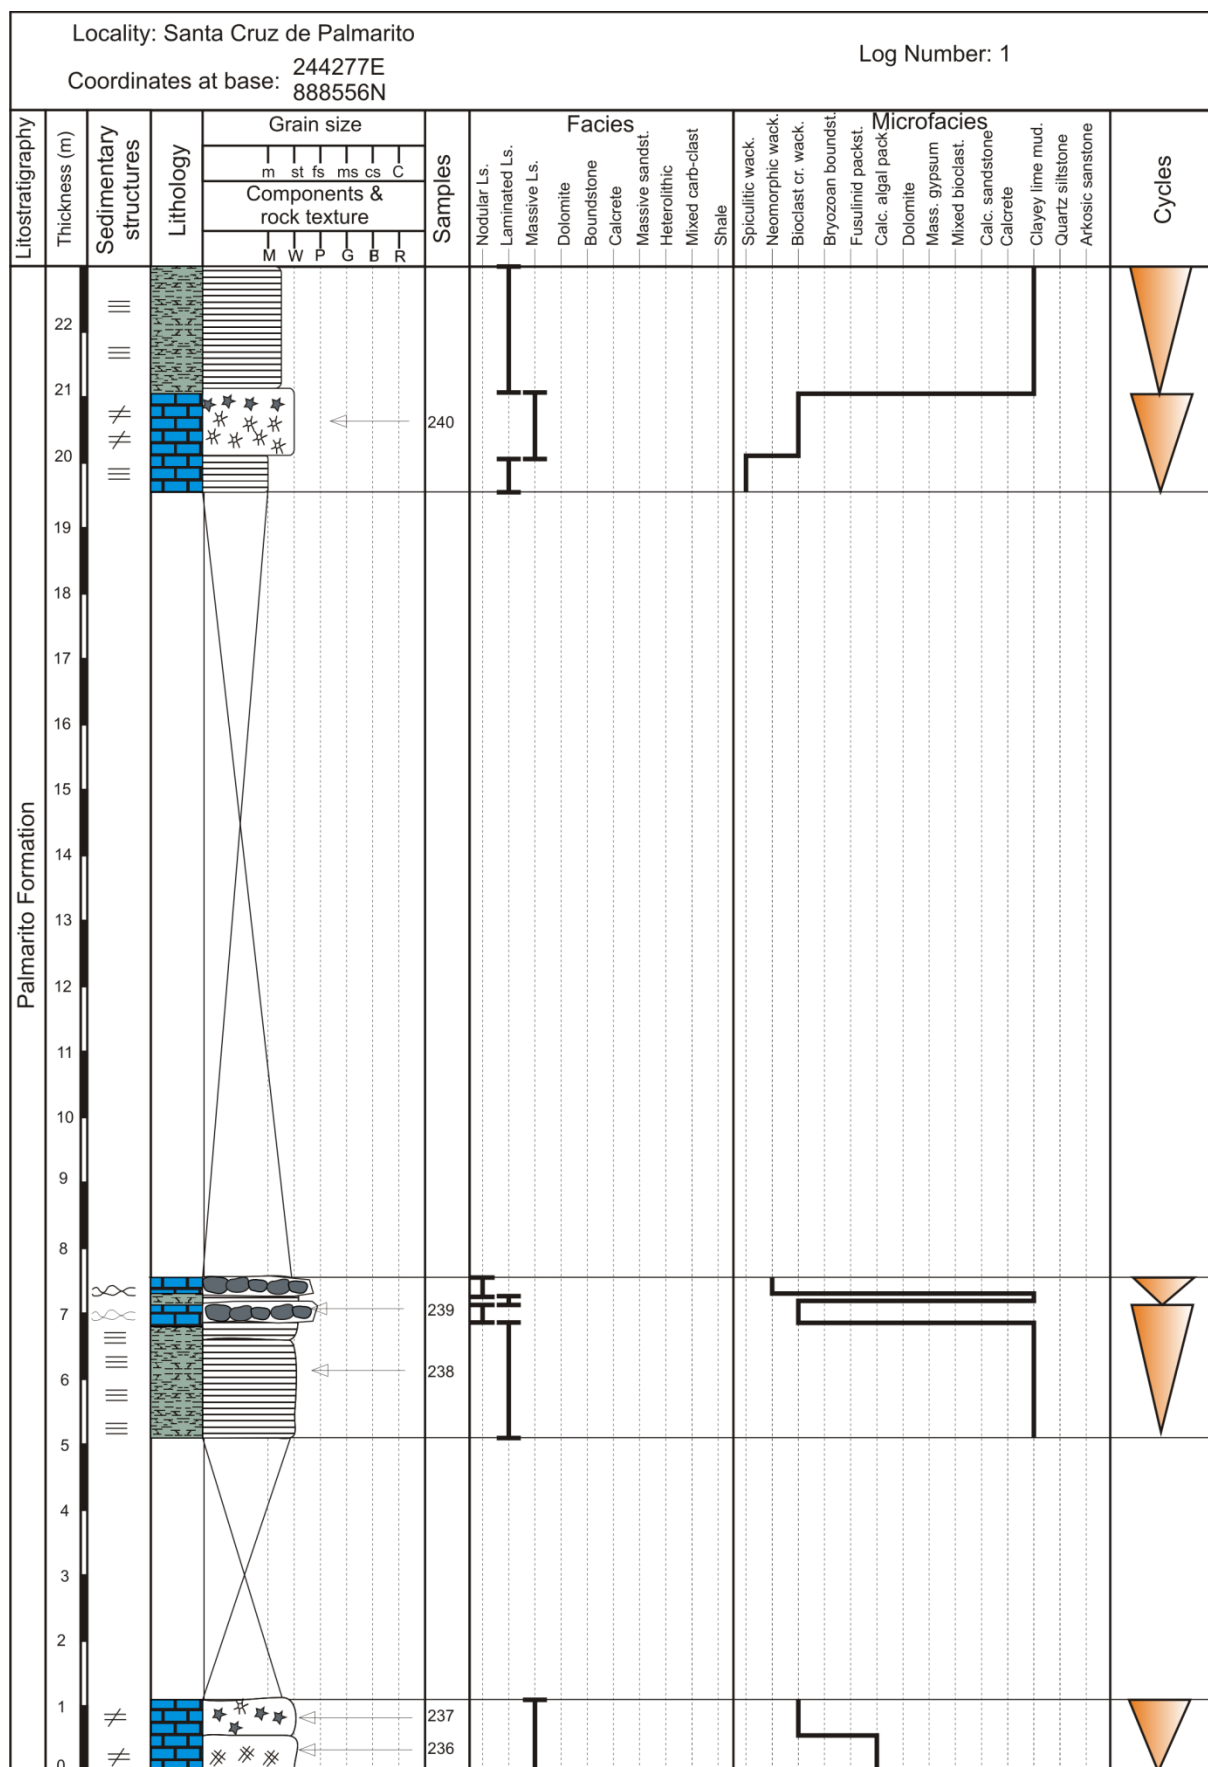 Locality: Santa Cruz de Palmarito
Coordinates at base: 244277E
888556N
Log Number: 1
Litostratigraphy
Thickness (m)
Sedimentary
structures
Lithology
Grain size
m st fs ms cs C
Components &
rock texture
M W P G B R
Samples
Facies
Nodular Ls.
Laminated Ls.
Massive Ls.
Dolomite
Boundstone
Calcrete
Massive sandst.
Heterolithic
Mixed carb-clast
Shale
Microfacies
Spiculitic wack.
Neomorphic wack.
Bioclast cr. wack.
Bryozoan boundst.
Fusulinid packst.
Calc. algal pack.
Dolomite
Mass. gypsum
Mixed bioclast.
Calc. sandstone
Calcrete
Clayey lime mud.
Quartz siltstone
Arkosic sanstone
Cycles
Palmarito Formation
22
21
20
19
18
17
16
15
14
13
12
11
10
9
8
7
6
5
4
3
2
1
0
240
239
238
237
236